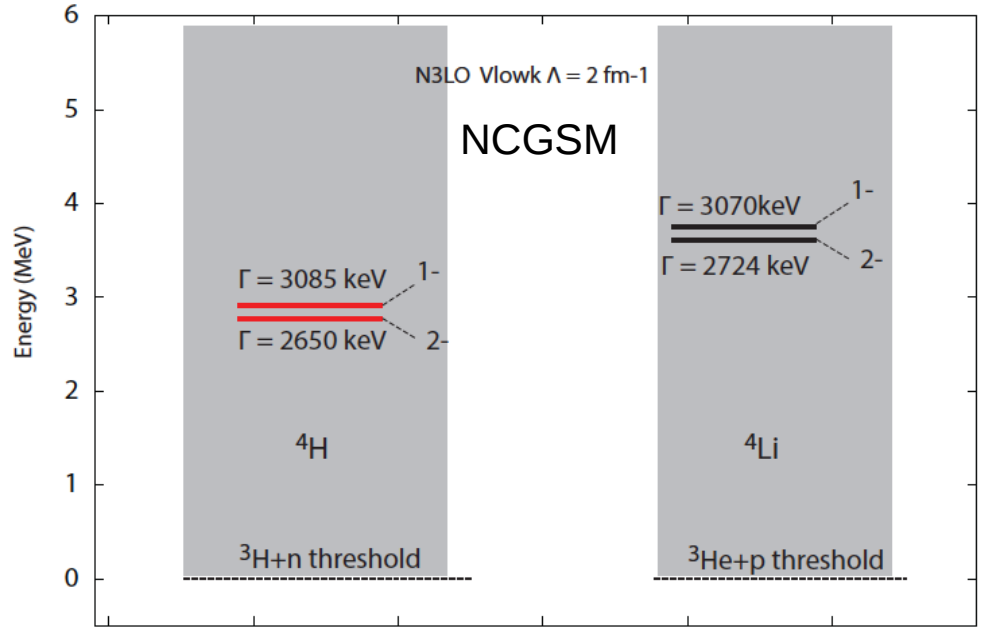 6
N3LO Vlowk Λ = 2 fm-1
5
NCGSM
4
Γ = 3070keV
1-
Γ = 2724 keV
2-
Energy (MeV)
3
Γ = 3085 keV
1-
Γ = 2650 keV
2-
2
⁴H
⁴Li
1
³H+n threshold
³He+p threshold
0